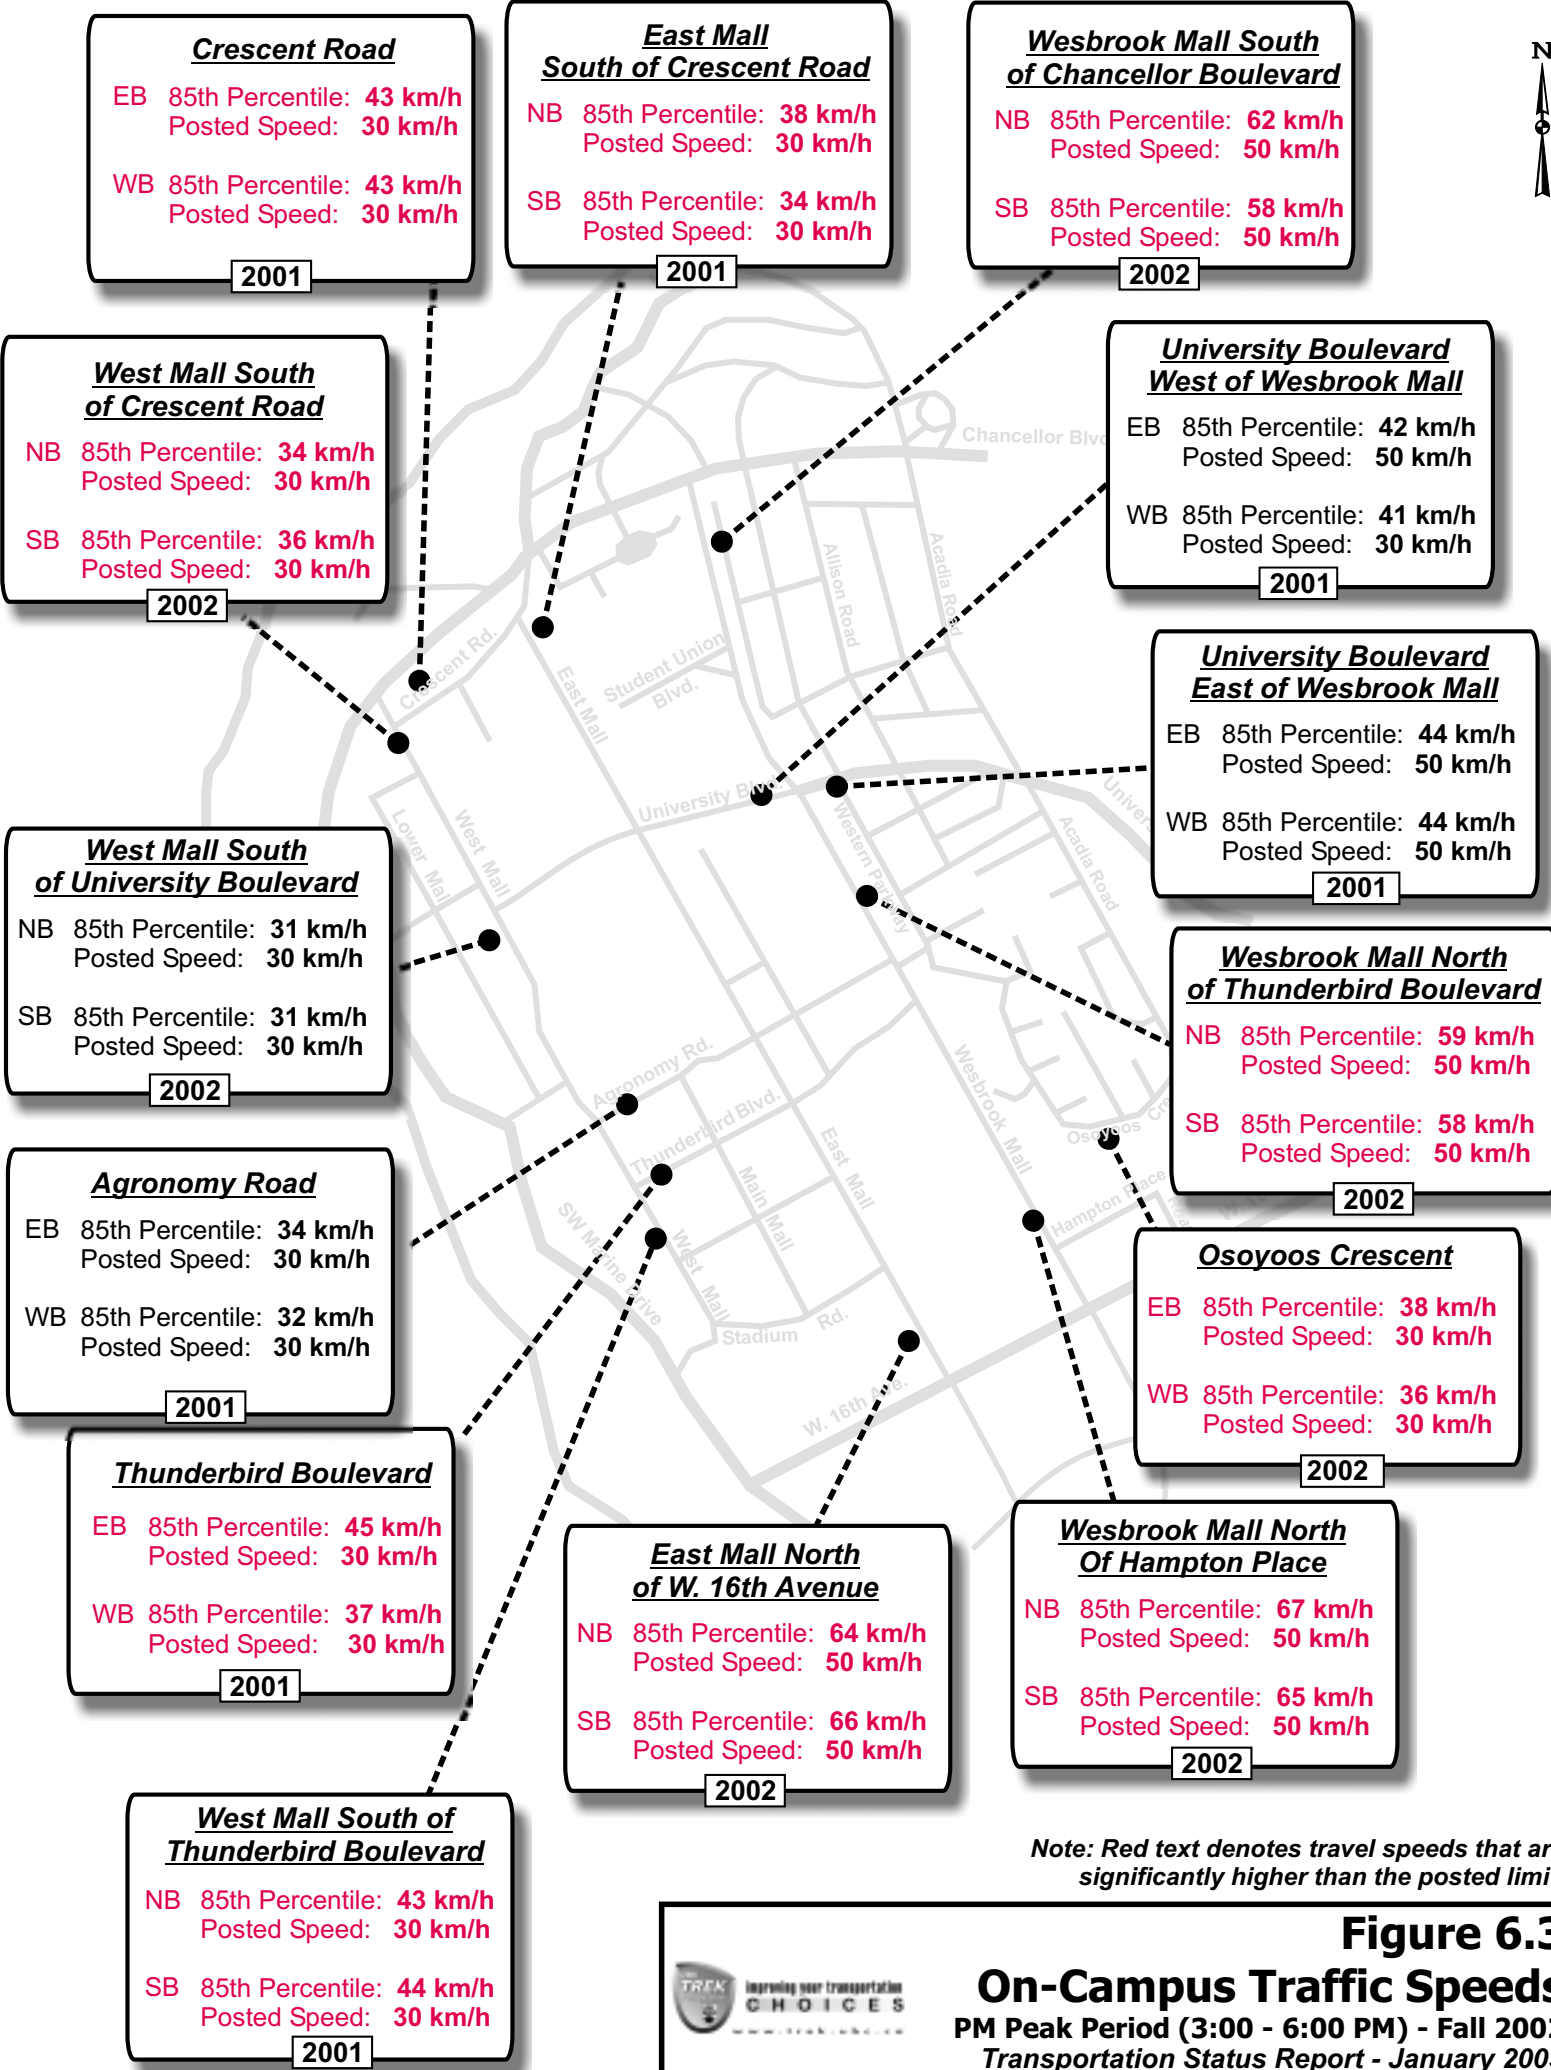 Crescent Road
EB 85th Percentile: 43 km/h
Posted Speed: 30 km/h
WB 85th Percentile: 43 km/h
Posted Speed: 30 km/h
2001
East Mall
South of Crescent Road
NB 85th Percentile: 38 km/h
Posted Speed: 30 km/h
SB 85th Percentile: 34 km/h
Posted Speed: 30 km/h
2001
Wesbrook Mall South
of Chancellor Boulevard
NB 85th Percentile: 62 km/h
Posted Speed: 50 km/h
SB 85th Percentile: 58 km/h
Posted Speed: 50 km/h
2002
N
West Mall South
of Crescent Road
NB 85th Percentile: 34 km/h
Posted Speed: 30 km/h
SB 85th Percentile: 36 km/h
Posted Speed: 30 km/h
2002
University Boulevard
West of Wesbrook Mall
EB 85th Percentile: 42 km/h
Posted Speed: 50 km/h
WB 85th Percentile: 41 km/h
Posted Speed: 30 km/h
2001
University Boulevard
East of Wesbrook Mall
EB 85th Percentile: 44 km/h
Posted Speed: 50 km/h
WB 85th Percentile: 44 km/h
Posted Speed: 50 km/h
2001
West Mall South
of University Boulevard
NB 85th Percentile: 31 km/h
Posted Speed: 30 km/h
SB 85th Percentile: 31 km/h
Posted Speed: 30 km/h
2002
Wesbrook Mall North
of Thunderbird Boulevard
NB 85th Percentile: 59 km/h
Posted Speed: 50 km/h
SB 85th Percentile: 58 km/h
Posted Speed: 50 km/h
2002
Agronomy Road
EB 85th Percentile: 34 km/h
Posted Speed: 30 km/h
WB 85th Percentile: 32 km/h
Posted Speed: 30 km/h
2001
Osoyoos Crescent
EB 85th Percentile: 38 km/h
Posted Speed: 30 km/h
WB 85th Percentile: 36 km/h
Posted Speed: 30 km/h
2002
Thunderbird Boulevard
EB 85th Percentile: 45 km/h
Posted Speed: 30 km/h
WB 85th Percentile: 37 km/h
Posted Speed: 30 km/h
2001
East Mall North
of W. 16th Avenue
NB 85th Percentile: 64 km/h
Posted Speed: 50 km/h
SB 85th Percentile: 66 km/h
Posted Speed: 50 km/h
2002
Wesbrook Mall North
Of Hampton Place
NB 85th Percentile: 67 km/h
Posted Speed: 50 km/h
SB 85th Percentile: 65 km/h
Posted Speed: 50 km/h
2002
West Mall South of
Thunderbird Boulevard
NB 85th Percentile: 43 km/h
Posted Speed: 30 km/h
SB 85th Percentile: 44 km/h
Posted Speed: 30 km/h
2001
Chancellor Blvd
Allison Road
Acadia Road
Crescent Rd.
East Mall
Student Union
Blvd.
University Blvd.
Lower Mall
West Mall
Western Parkway
Acadia Road
Agronomy Rd.
Thunderbird Blvd.
Wesbrook Mall
Osoyoos Cre
Main Mall
East Mall
SW Marine Drive
West Mall
Stadium Rd.
Hampton Place
W. 16th Ave.
Note: Red text denotes travel speeds that ar
significantly higher than the posted limi
TREK
Improving your transportation
CHOICES
Figure 6.3
On-Campus Traffic Speeds
PM Peak Period (3:00 - 6:00 PM) - Fall 2002
Transportation Status Report - January 200